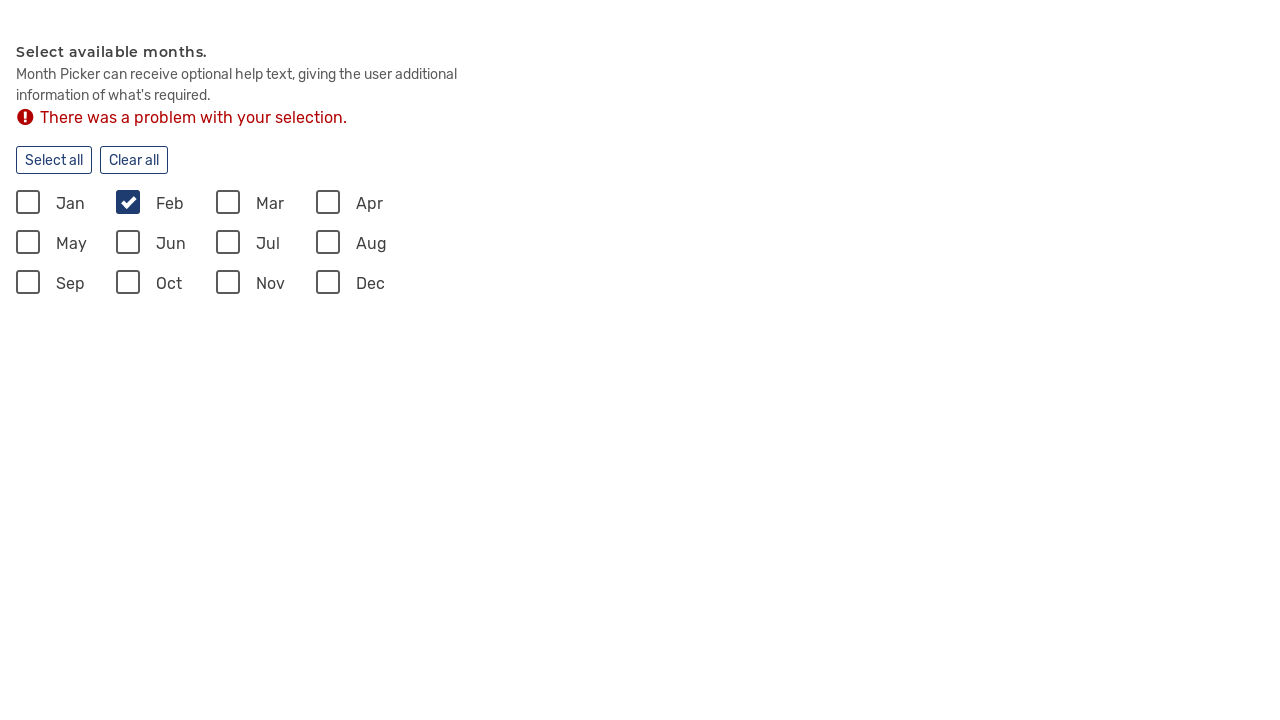 Select available months.
Month Picker can receive optional help text, giving the user additional
information of what's required.
There was a problem with your selection.
Select all Clear all
Jan Feb Mar Apr
May Jun Jul Aug
Sep Oct Nov Dec